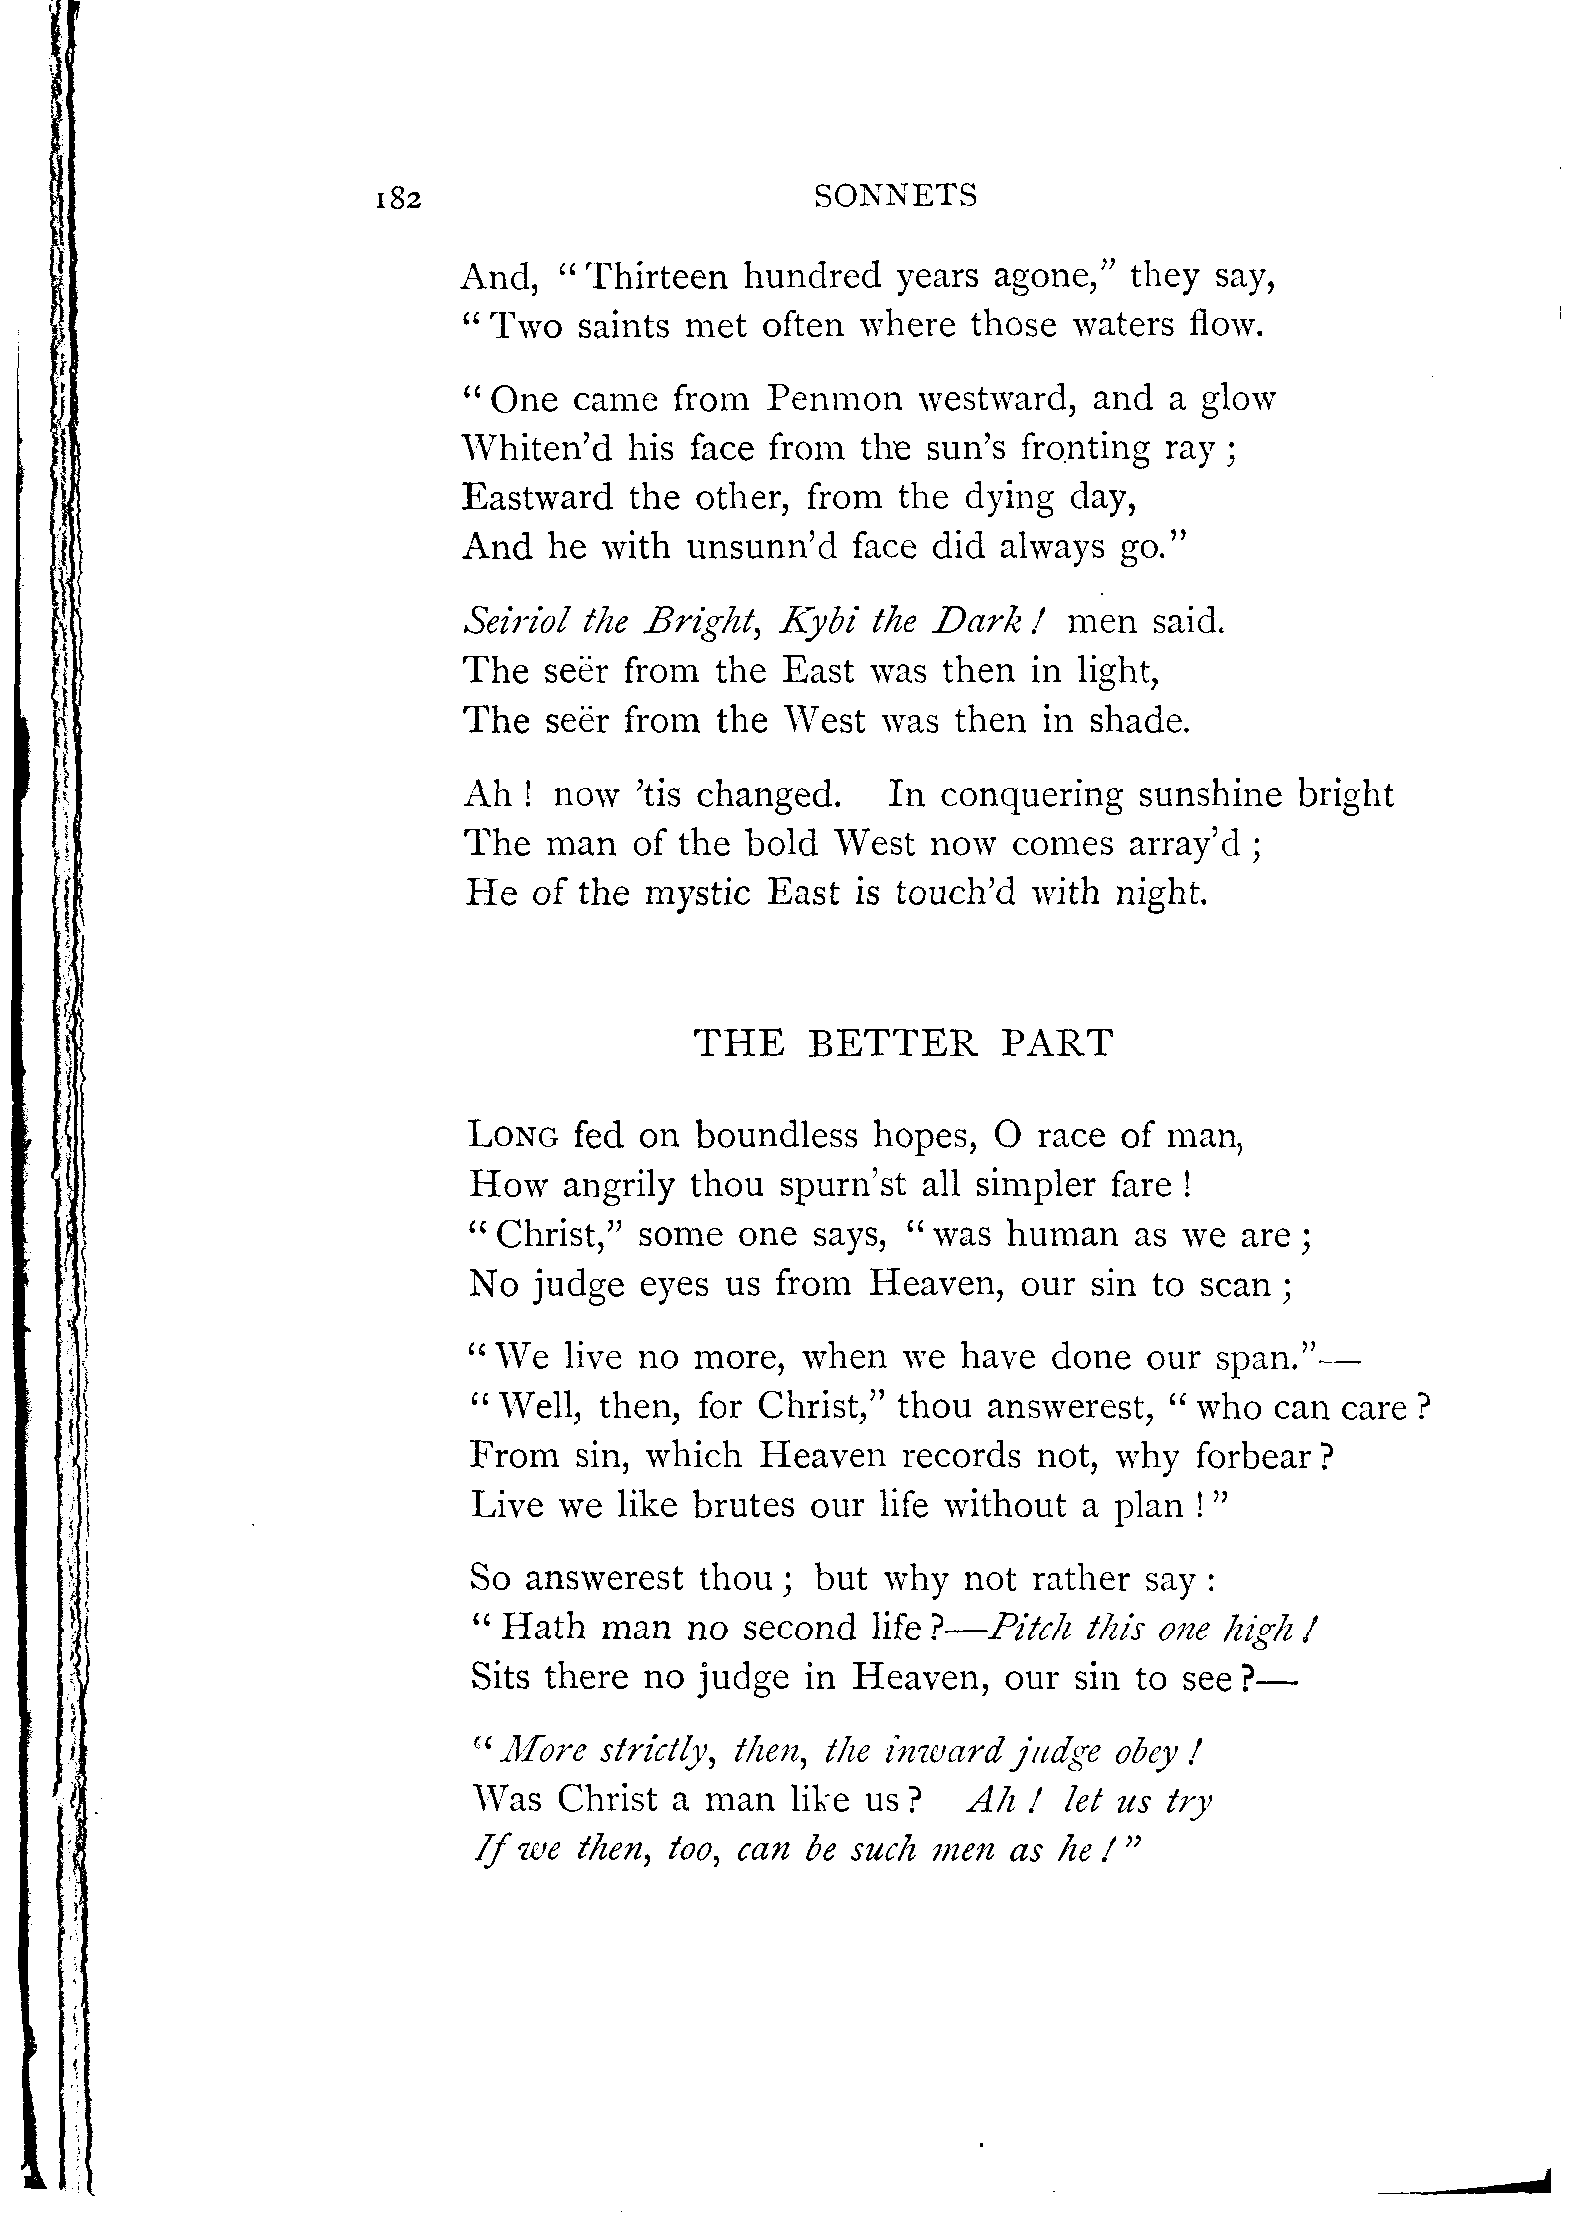 182 SONNETS
And, “Thirteen hundred years agone,” they say,
“Two saints met often where those waters flow.
“One came from Penmon westward, and a glow
Whiten’d his face from the sun’s fronting ray;
Eastward the other, from the dying day,
And he with unsunn’d face did always go.”
Seiriol the Bright, Kybi the Dark! men said.
The seër from the East was then in light,
The seër from the West was then in shade.
Ah! now ’tis changed. In conquering sunshine bright
The man of the bold West now comes array’d;
He of the mystic East is touch’d with night.
THE BETTER PART
LONG fed on boundless hopes, O race of man,
How angrily thou spurn’st all simpler fare!
“Christ,” some one says, “was human as we are;
No judge eyes us from Heaven, our sin to scan;
“We live no more, when we have done our span.”—
“Well, then, for Christ,” thou answerest, “who can care?
From sin, which Heaven records not, why forbear?
Live we like brutes our life without a plan!”
So answerest thou; but why not rather say:
“Hath man no second life?—Pitch this one high!
Sits there no judge in Heaven, our sin to see?—
“More strictly, then, the inward judge obey!
Was Christ a man like us? Ah! let us try
If we then, too, can be such men as he!”